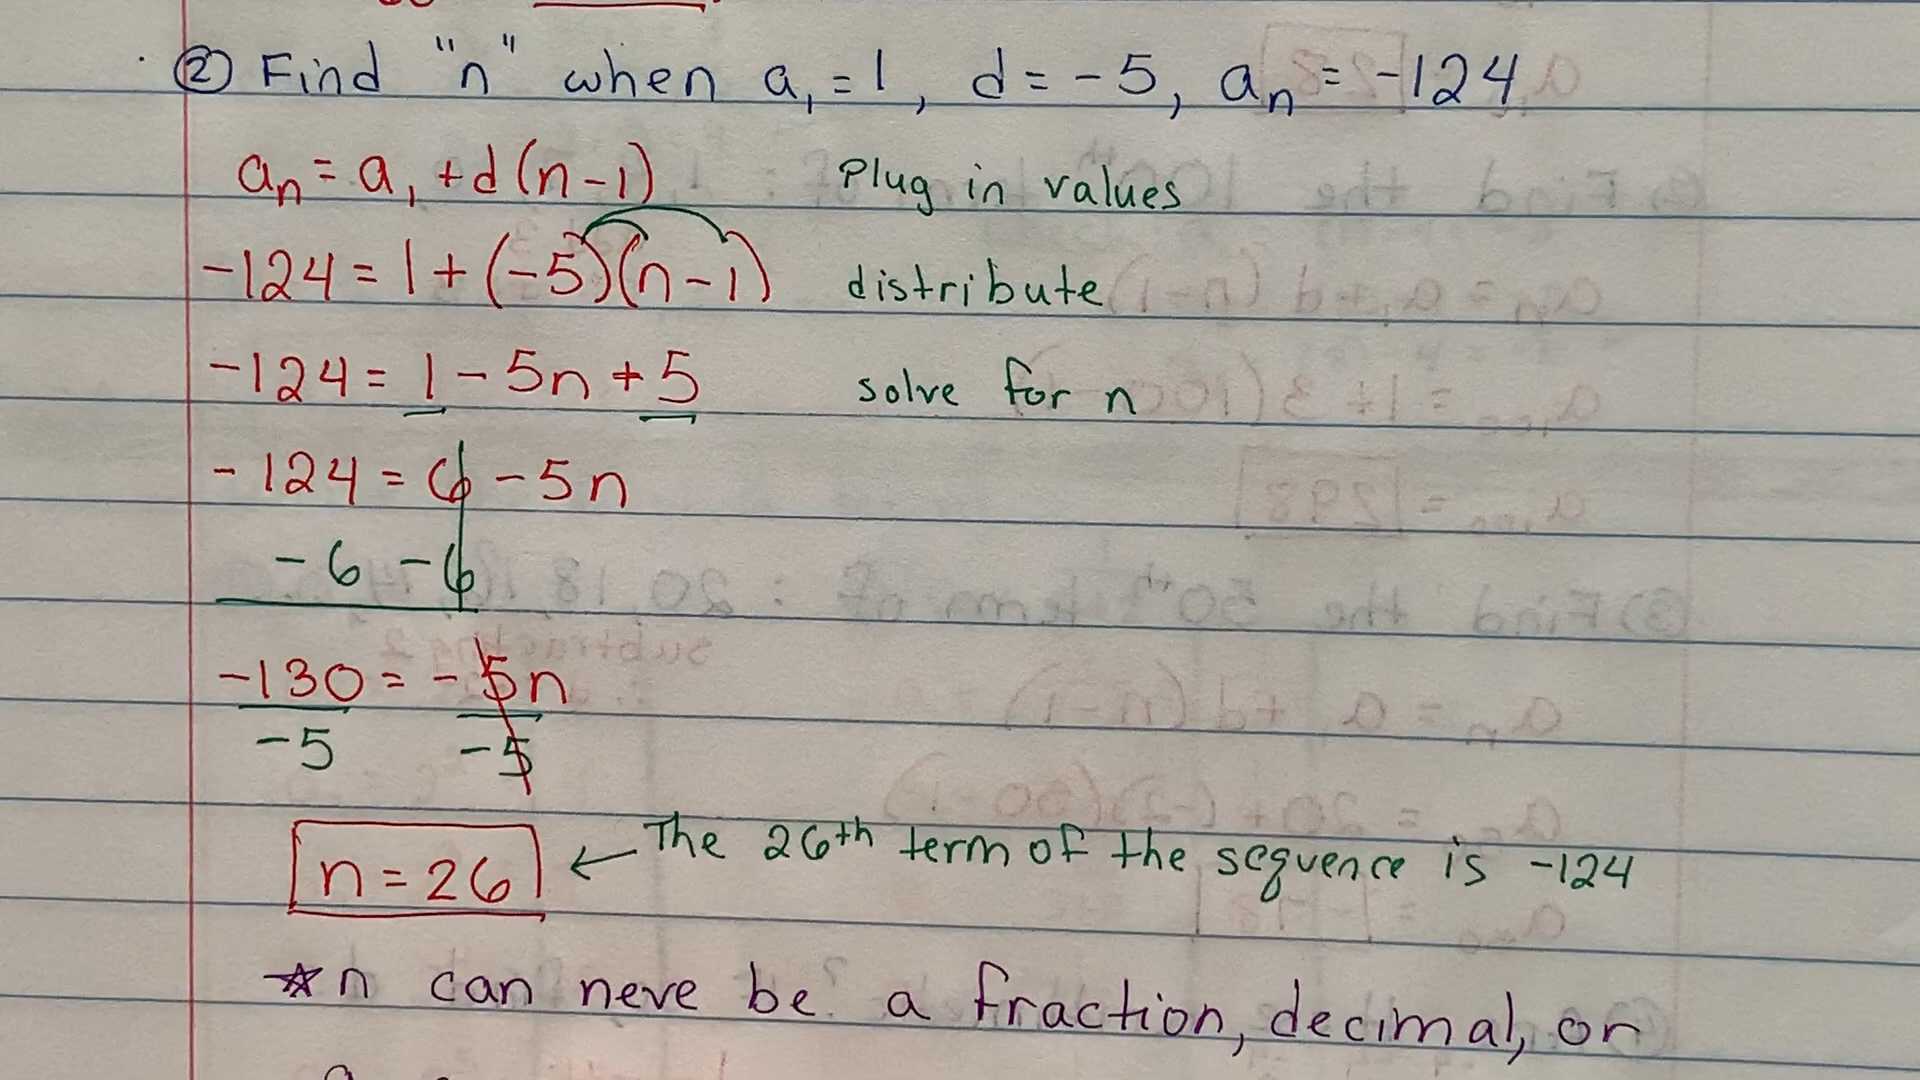 ② Find "n" when a₁ = 1, d = -5, aₙ = -124
aₙ = a₁ + d(n-1) Plug in values
-124 = 1 + (-5)(n-1) distribute
-124 = 1 - 5n + 5 solve for n
-124 = 6 - 5n
-6 -6
-130 = -5n
-5 -5
n = 26 ← The 26th term of the sequence is -124
☆ n can neve be a fraction, decimal, or